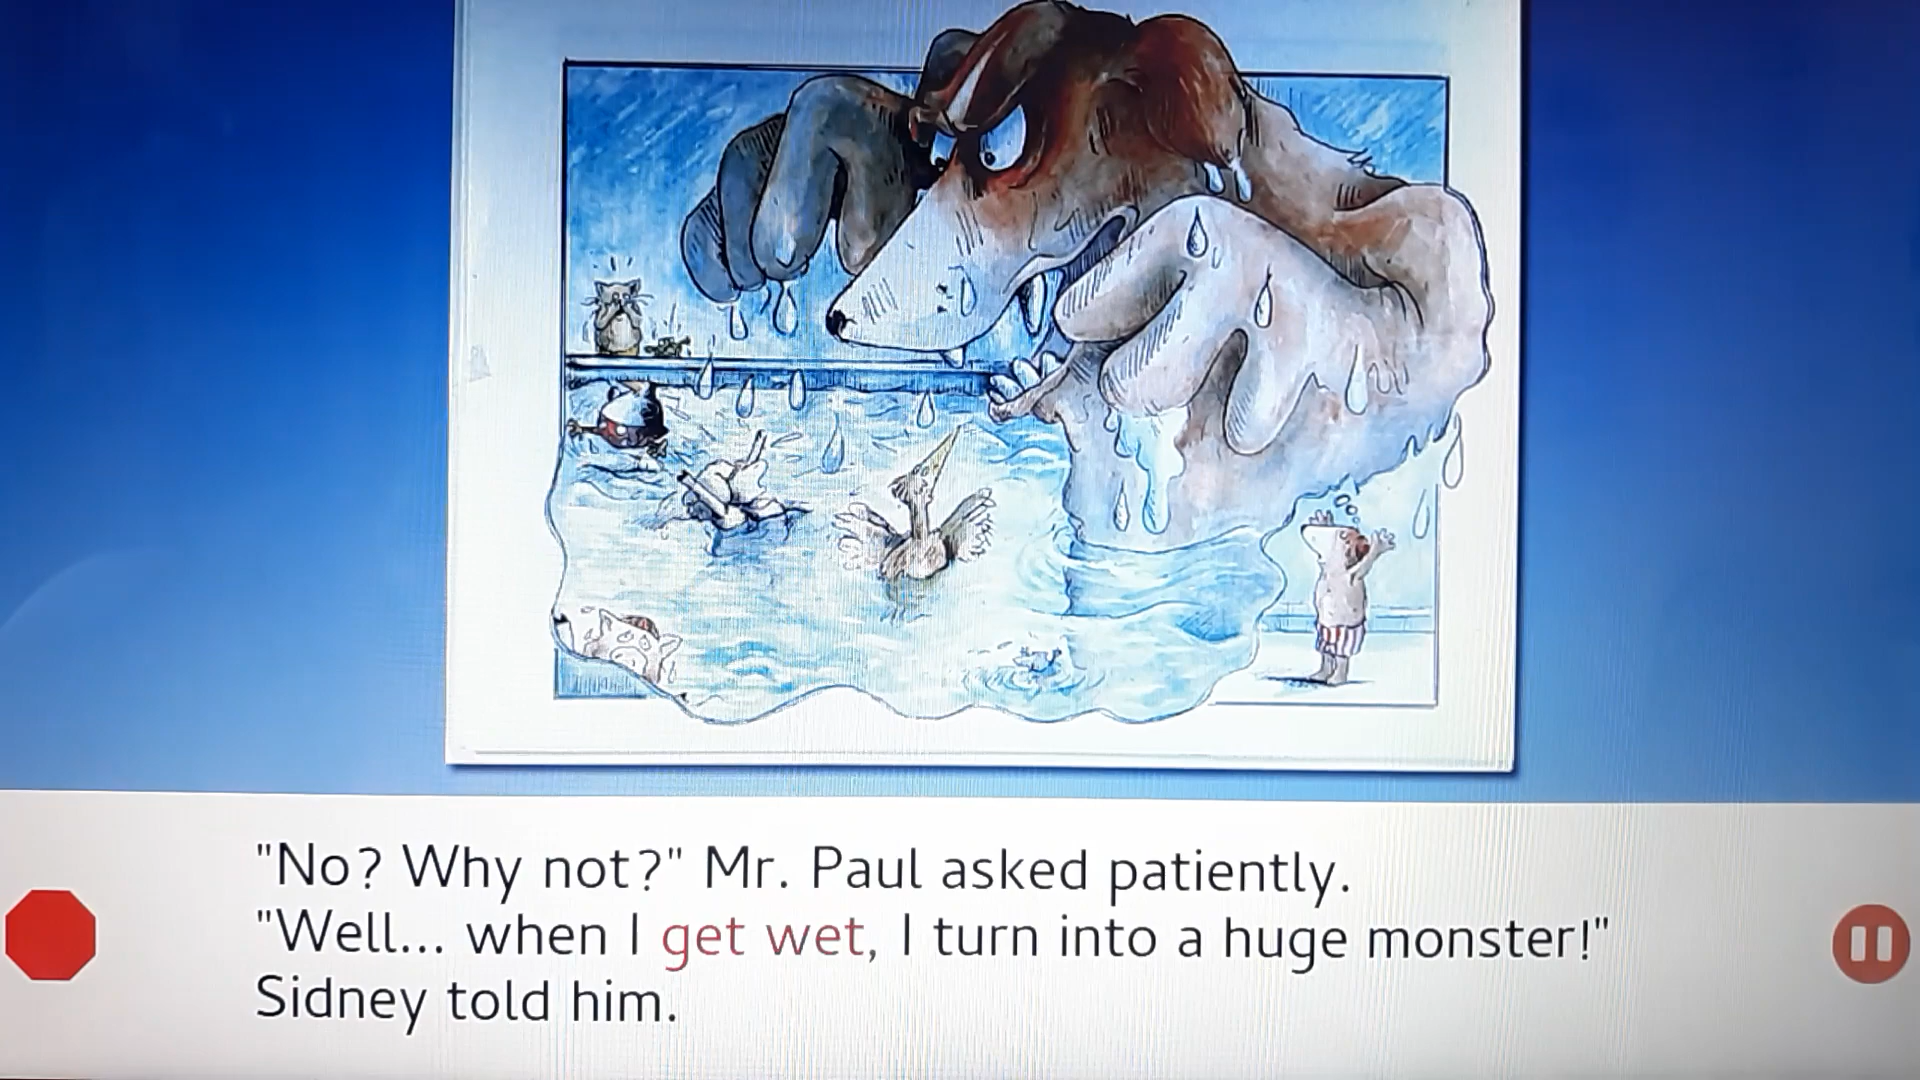 "No? Why not?" Mr. Paul asked patiently.
"Well... when I get wet, I turn into a huge monster!"
Sidney told him.